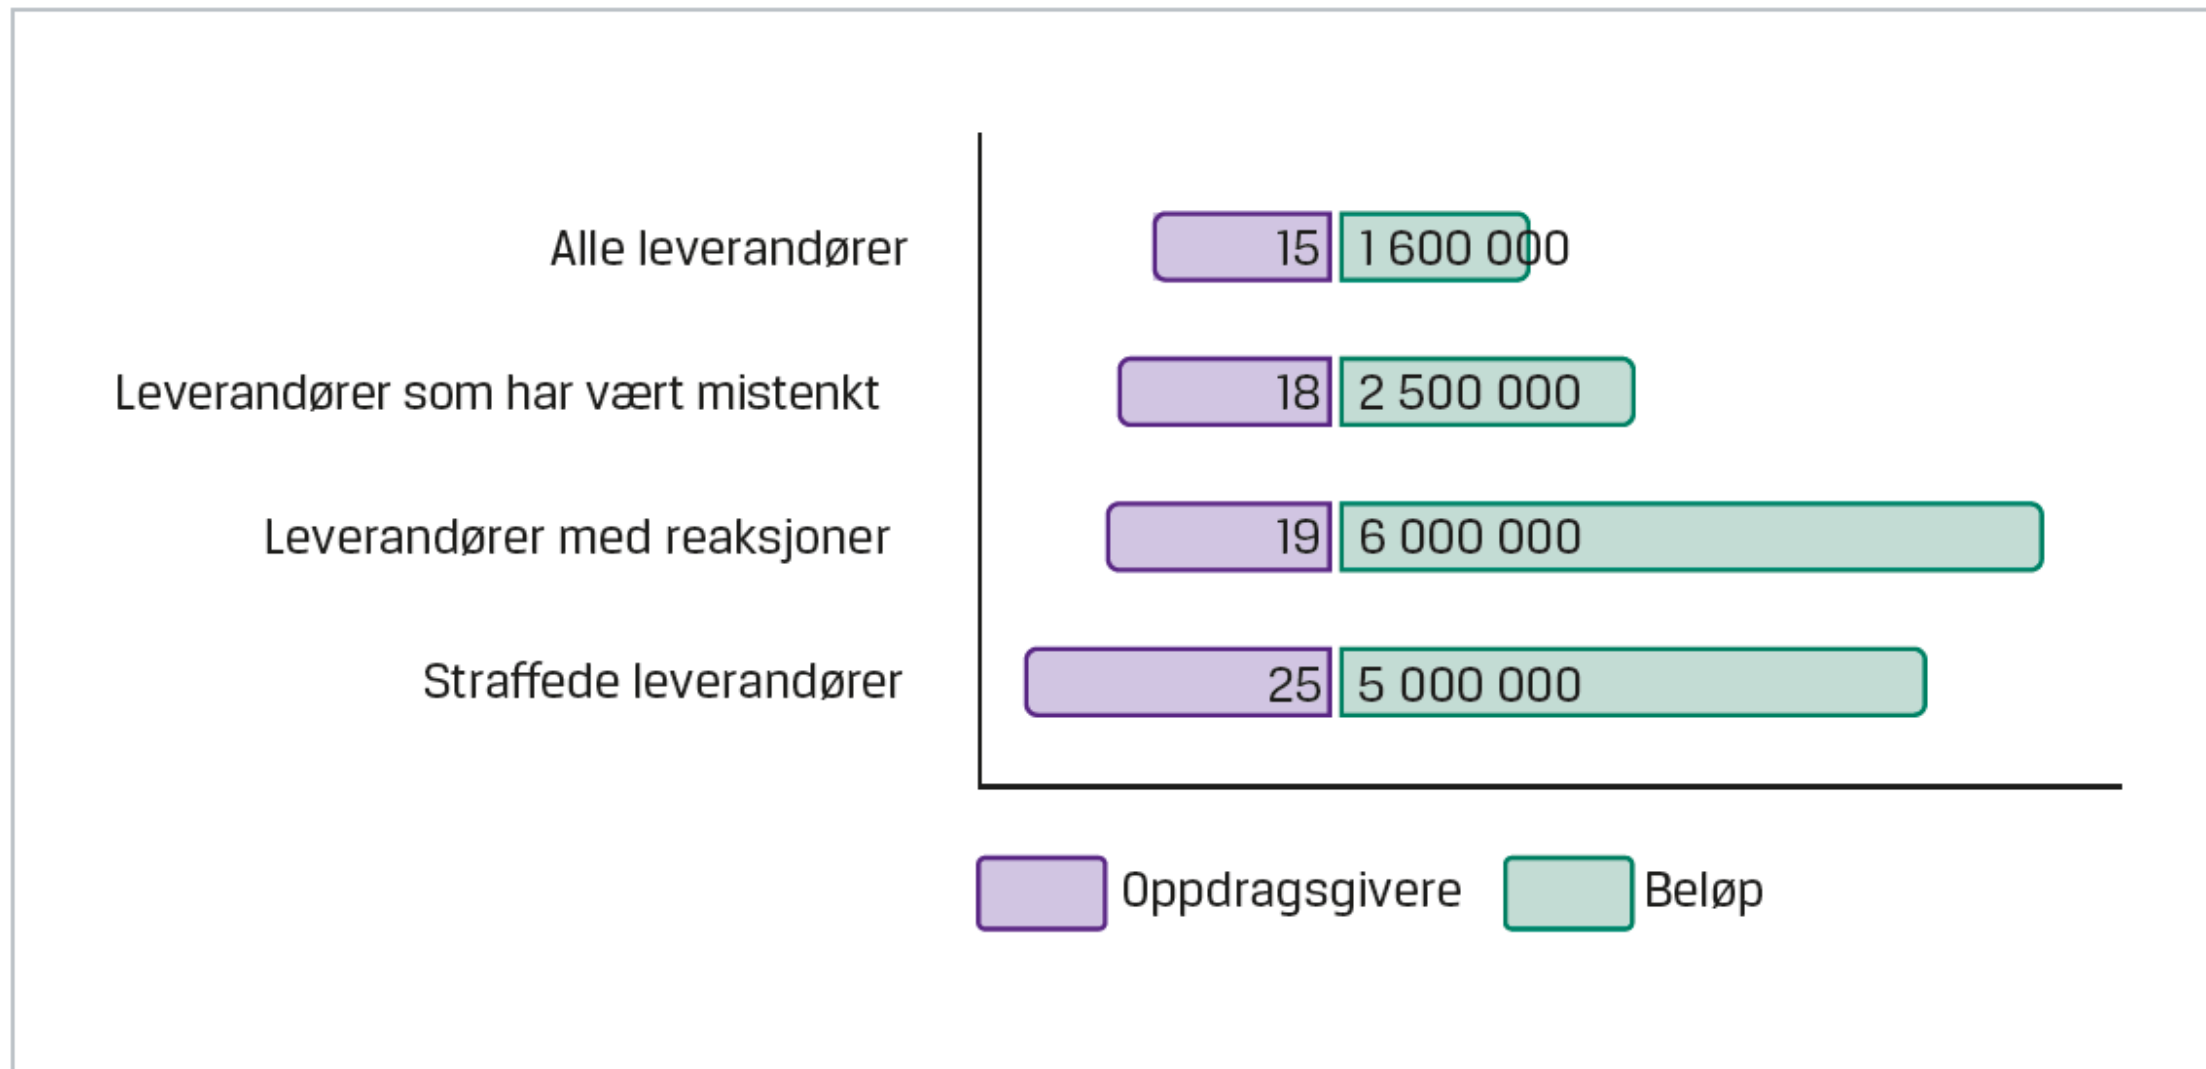 Alle leverandører 15 1 600 000
Leverandører som har vært mistenkt 18 2 500 000
Leverandører med reaksjoner 19 6 000 000
Straffede leverandører 25 5 000 000
Oppdragsgivere Beløp